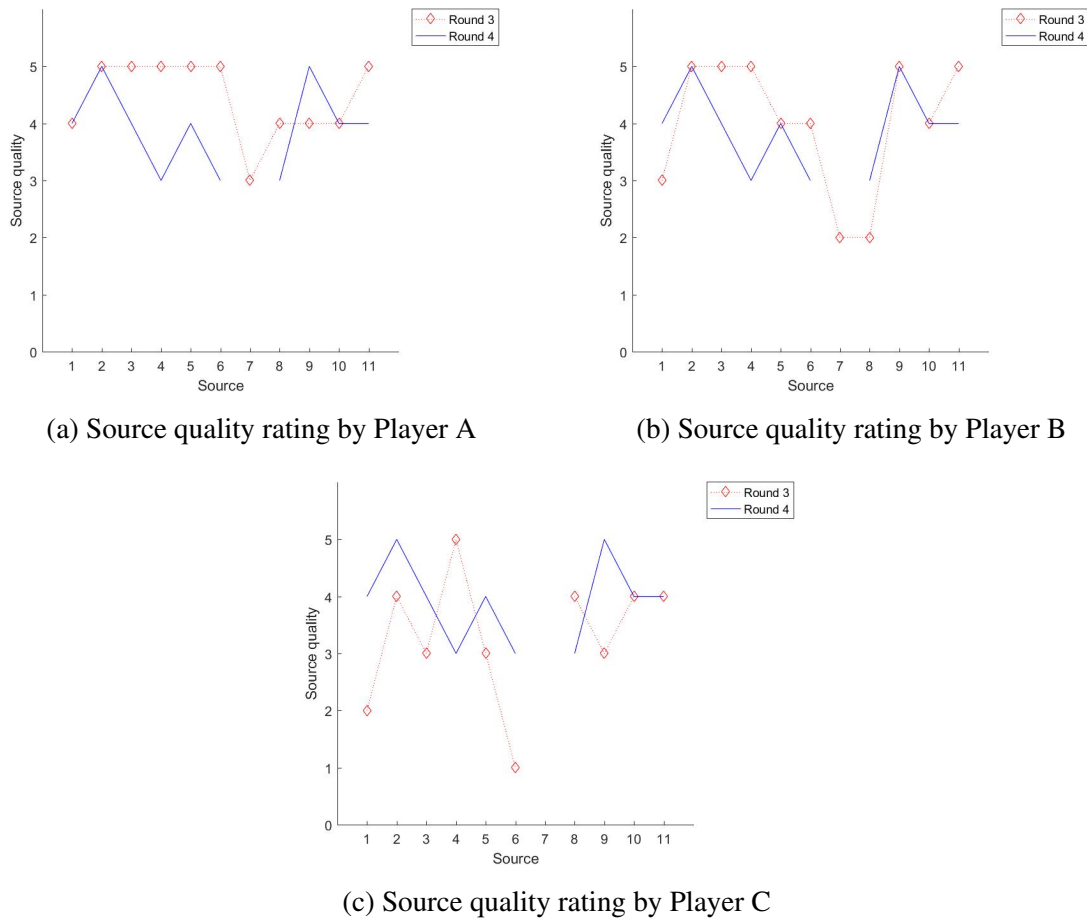 Round 3
Round 4
5
4
3
2
1
0
Source quality
1 2 3 4 5 6 7 8 9 10 11
Source
(a) Source quality rating by Player A
Round 3
Round 4
5
4
3
2
1
0
Source quality
1 2 3 4 5 6 7 8 9 10 11
Source
(b) Source quality rating by Player B
Round 3
Round 4
5
4
3
2
1
0
Source quality
1 2 3 4 5 6 7 8 9 10 11
Source
(c) Source quality rating by Player C